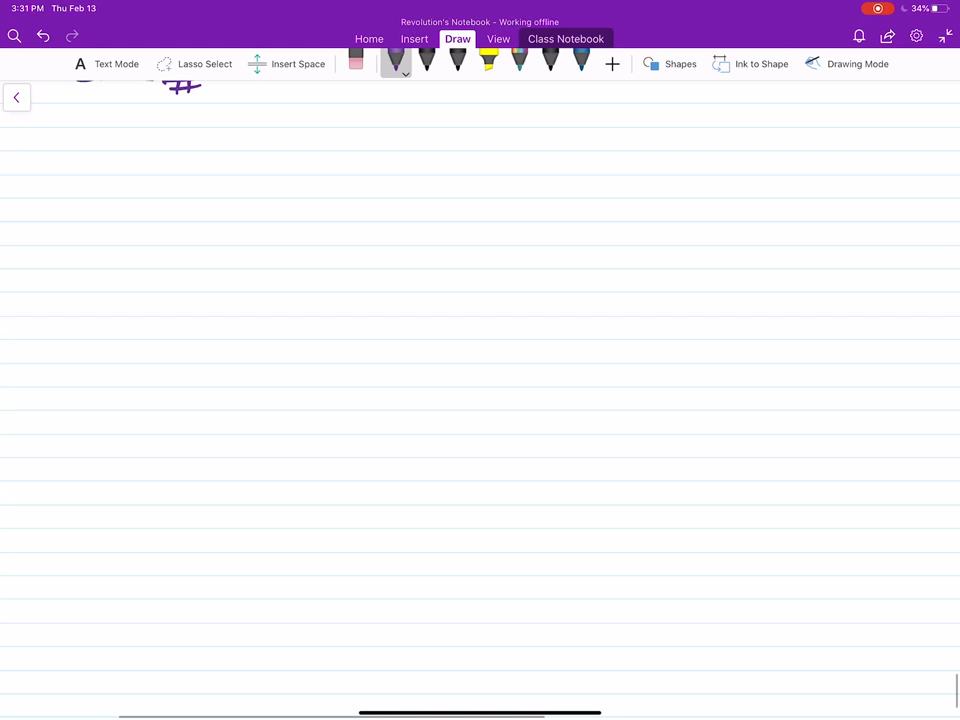 3:31 PM Thu Feb 13 34%
Revolution's Notebook - Working offline
Home Insert Draw View Class Notebook
A Text Mode Lasso Select Insert Space Shapes Ink to Shape Drawing Mode